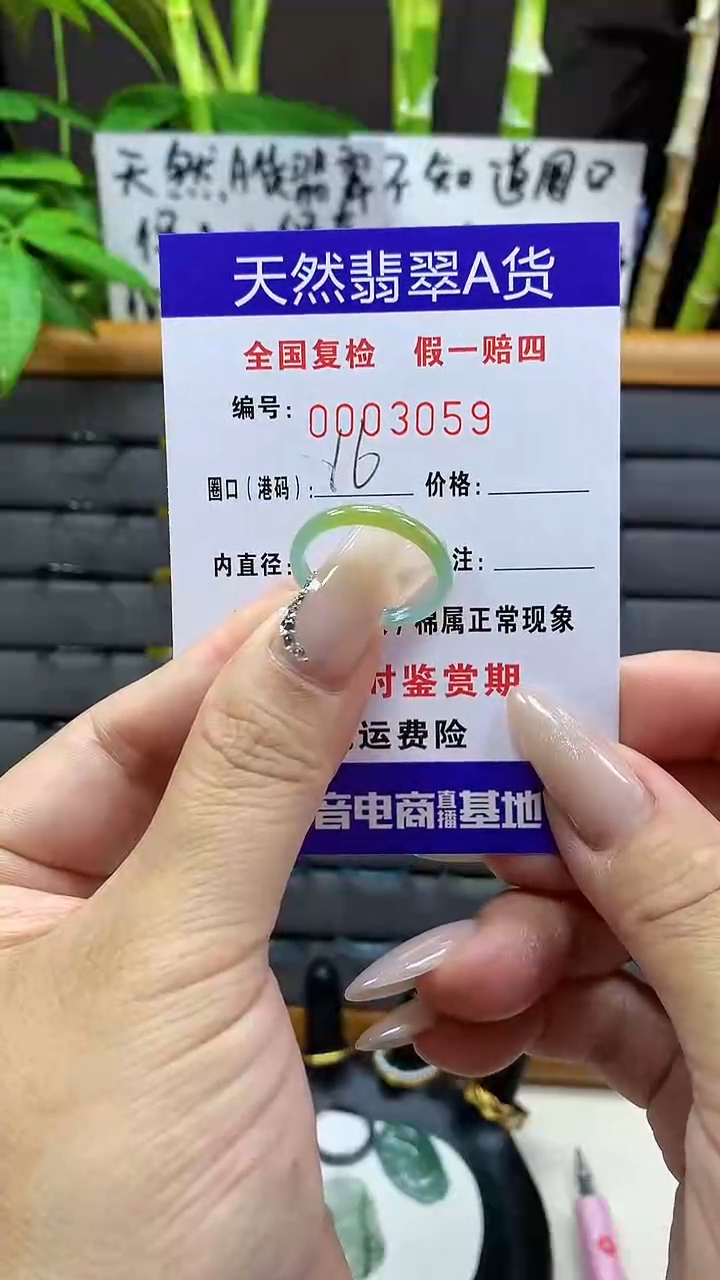 天然A货翡翠不知道圈口
天然翡翠A货
全国复检 假一赔四
编号: 0003059
圈口(港码): 16 价格:
内直径: 注:
棉属正常现象
时鉴赏期
运费险
音电商直播基地